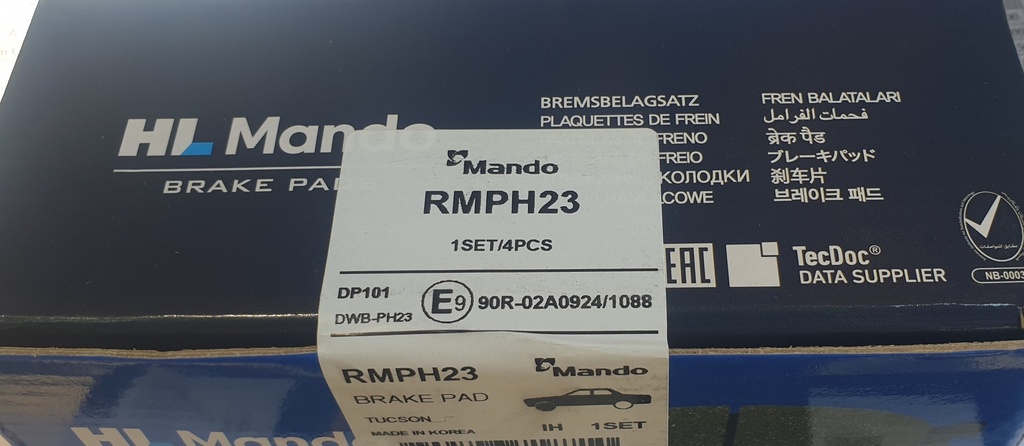 HL Mando
BRAKE PAD
BREMSBELAGSATZ
PLAQUETTES DE FREIN
FRENO
FREIO
КОЛОДКИ
LCOWE
FREN BALATALARI
فحمات الفرامل
ब्रेक पैड
ブレーキパッド
刹车片
브레이크 패드
EAC
TecDoc®
DATA SUPPLIER
NB-0003
Mando
RMPH23
1SET/4PCS
DP101
DWB-PH23
E9 90R-02A0924/1088
RMPH23
Mando
BRAKE PAD
TUCSON
MADE IN KOREA
IH 1SET
HL Mando